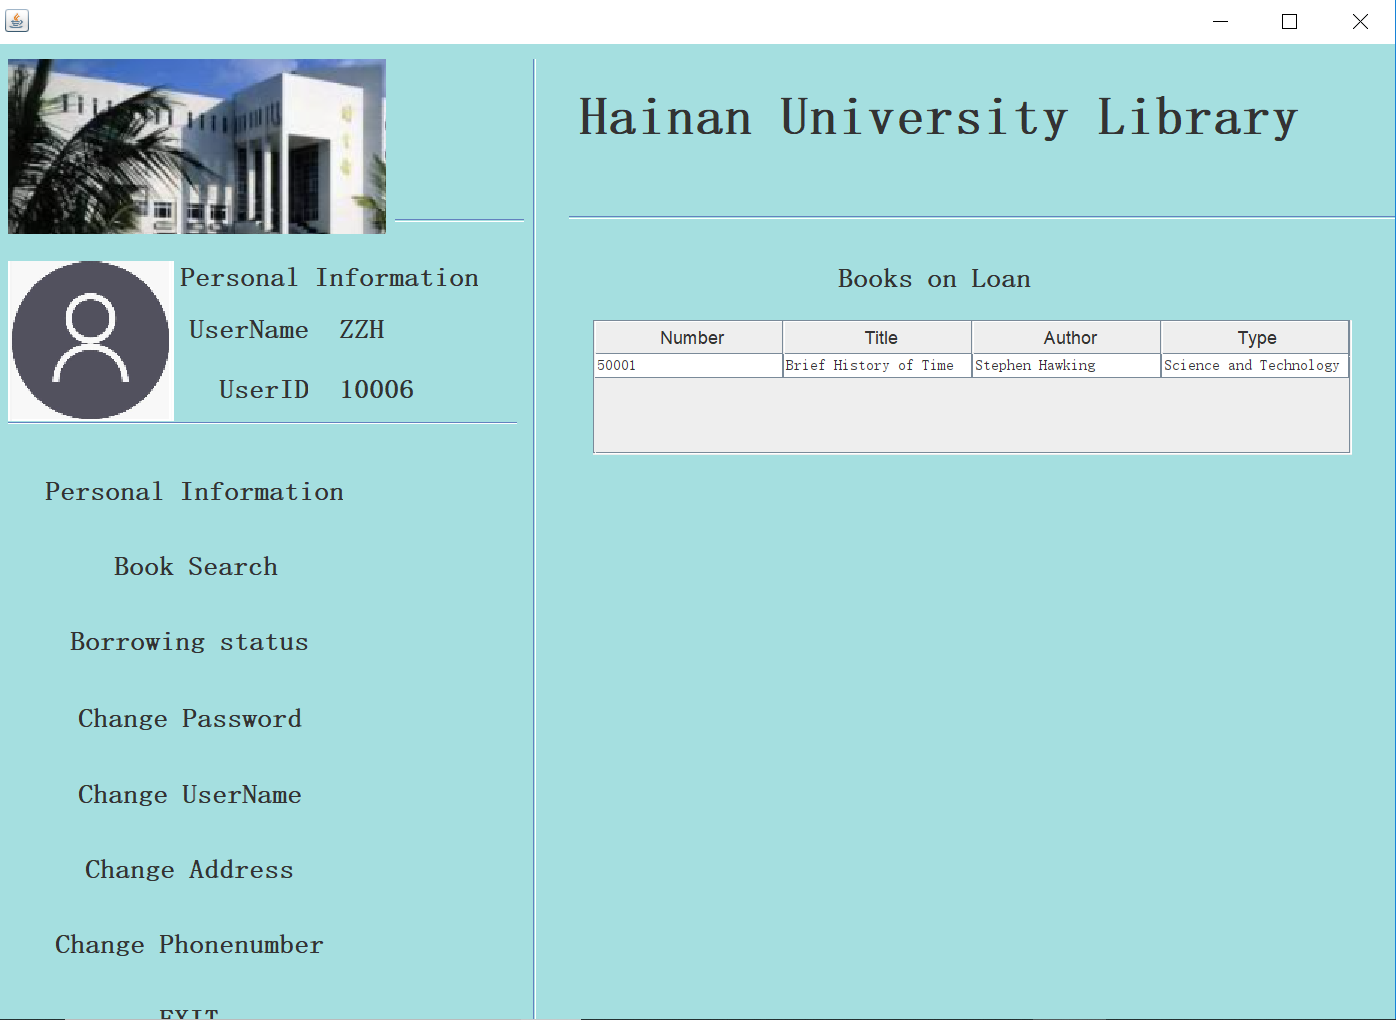 Hainan University Library
Personal Information
UserName ZZH
UserID 10006
Personal Information
Book Search
Borrowing status
Change Password
Change UserName
Change Address
Change Phonenumber
EXIT
Books on Loan
Number Title Author Type
50001 Brief History of Time Stephen Hawking Science and Technology